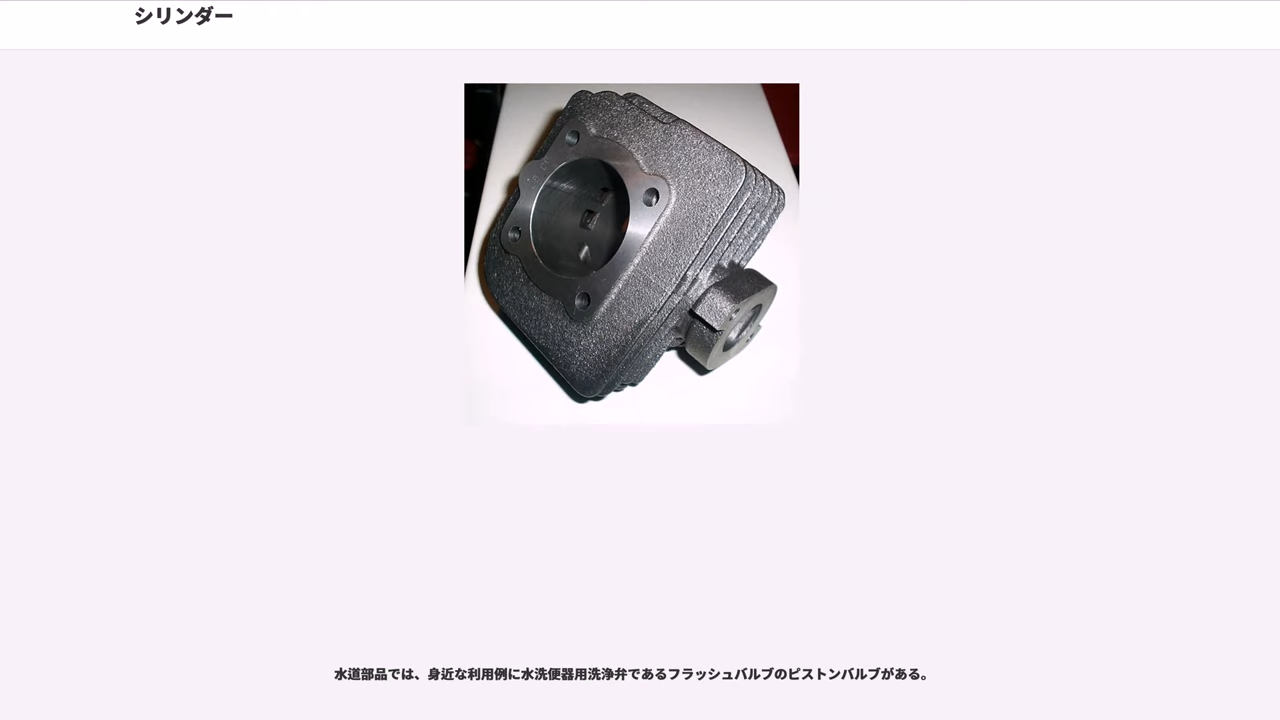 シリンダー
水道部品では、身近な利用例に水洗便器用洗浄弁であるフラッシュバルブのピストンバルブがある。